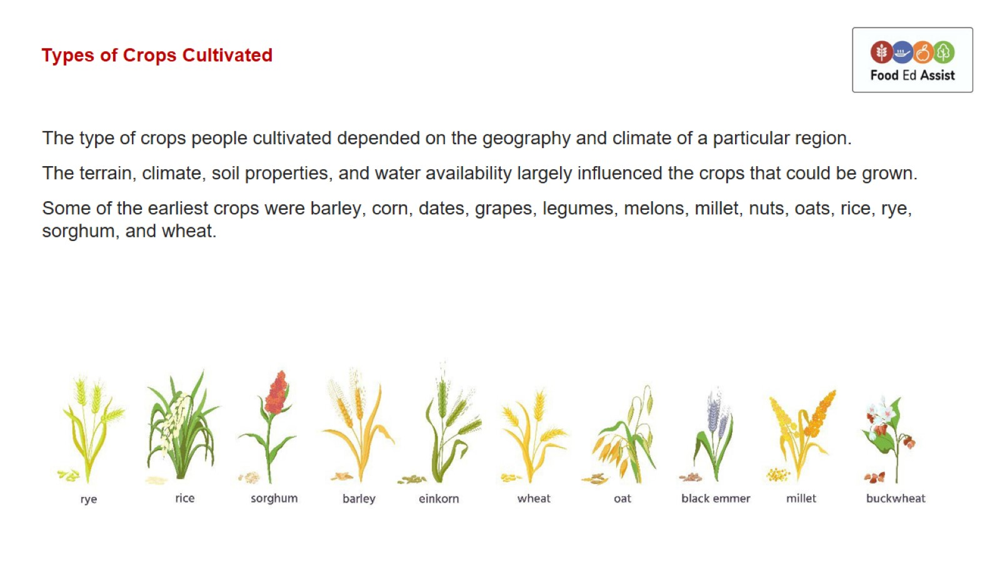 Types of Crops Cultivated
Food Ed Assist
The type of crops people cultivated depended on the geography and climate of a particular region.
The terrain, climate, soil properties, and water availability largely influenced the crops that could be grown.
Some of the earliest crops were barley, corn, dates, grapes, legumes, melons, millet, nuts, oats, rice, rye,
sorghum, and wheat.
rye rice sorghum barley einkorn wheat oat black emmer millet buckwheat